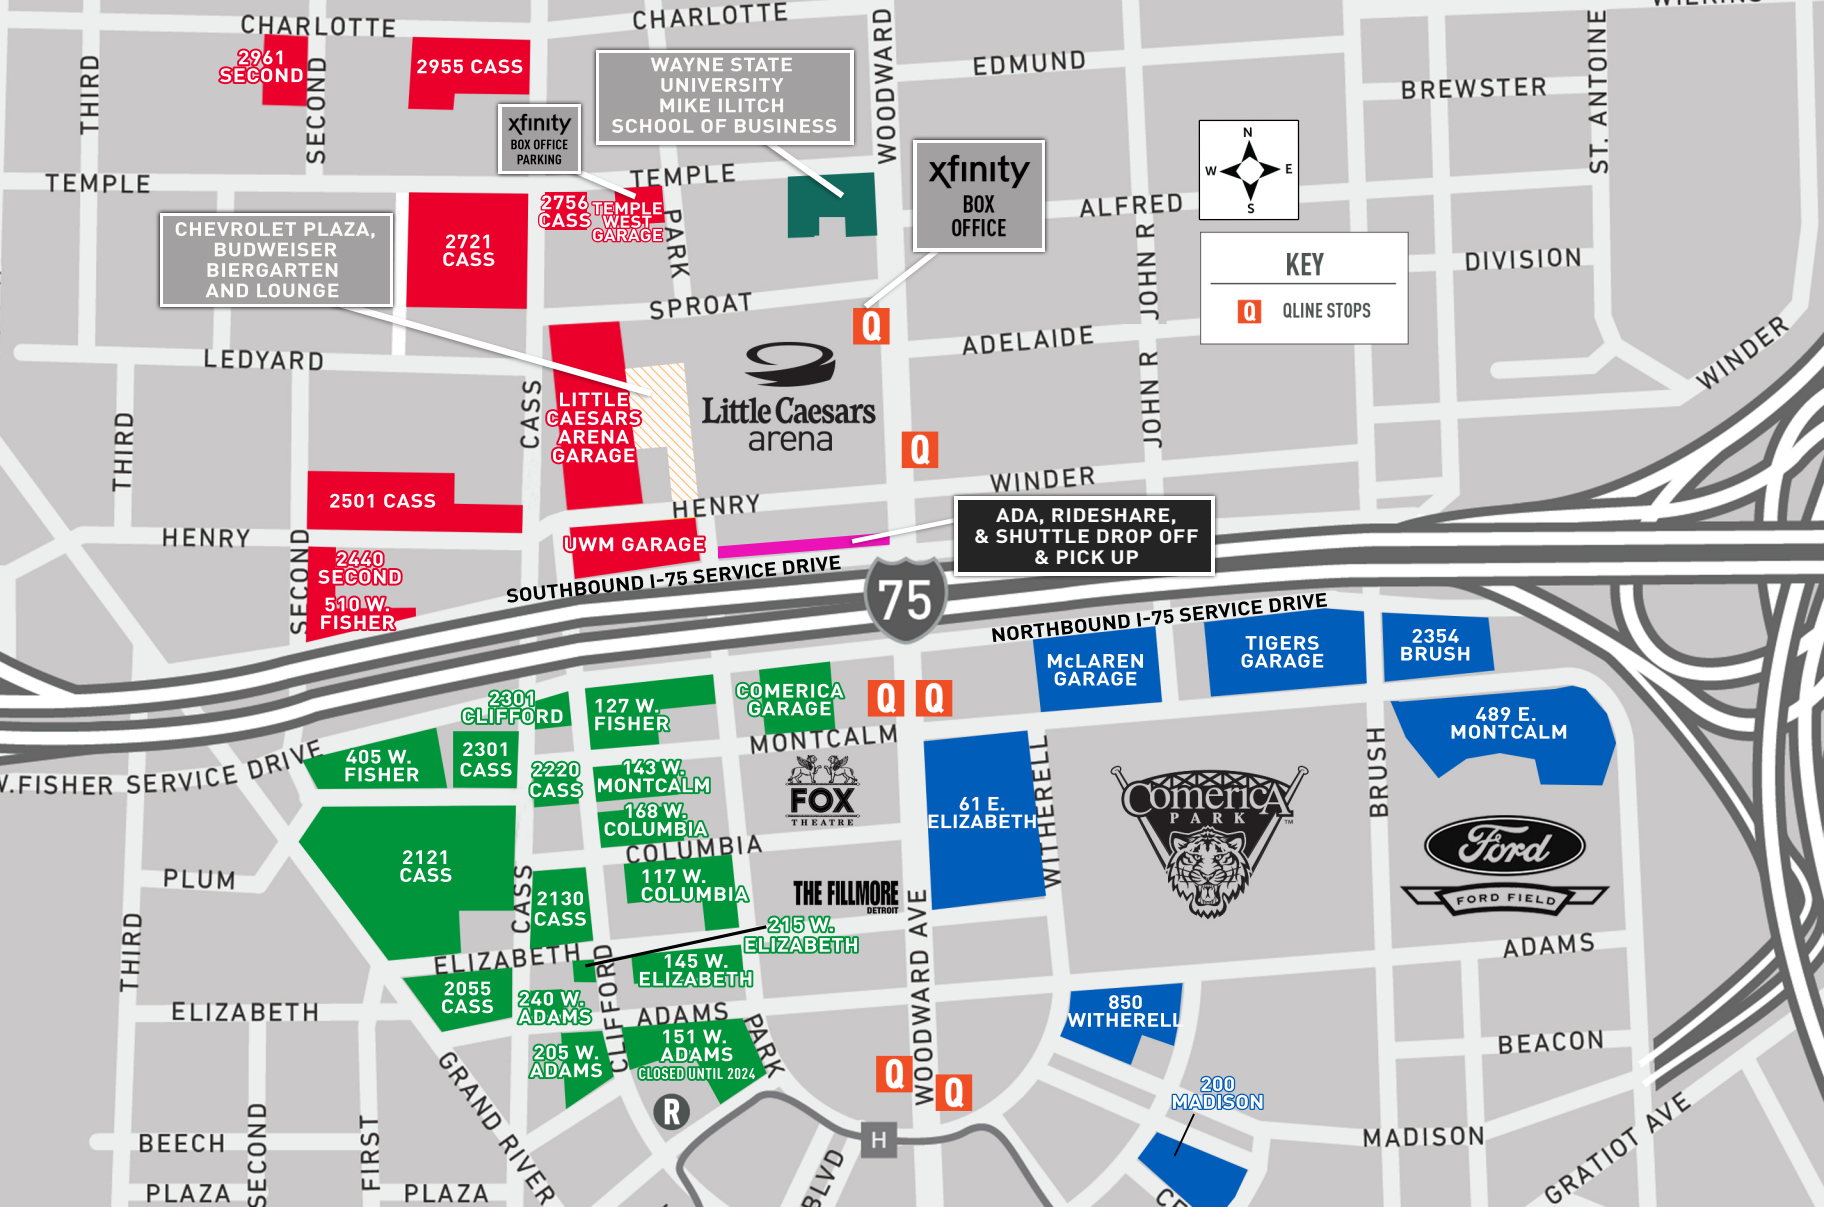 CHARLOTTE
CHARLOTTE
WOODWARD
EDMUND
BREWSTER
ST. ANTOINE
THIRD
2961
SECOND
SECOND
2955 CASS
xfinity
BOX OFFICE
PARKING
WAYNE STATE
UNIVERSITY
MIKE ILITCH
SCHOOL OF BUSINESS
xfinity
BOX
OFFICE
N
W
E
S
KEY
Q
QLINE STOPS
TEMPLE
TEMPLE
ALFRED
DIVISION
JOHN R
JOHN R
CHEVROLET PLAZA,
BUDWEISER
BIERGARTEN
AND LOUNGE
2721
CASS
2756
CASS
TEMPLE
WEST
GARAGE
PARK
SPROAT
Q
ADELAIDE
WINDER
LEDYARD
THIRD
CASS
LITTLE
CAESARS
ARENA
GARAGE
Little Caesars
arena
Q
WINDER
2501 CASS
HENRY
HENRY
SECOND
2440
SECOND
510 W.
FISHER
UWM GARAGE
ADA, RIDESHARE,
& SHUTTLE DROP OFF
& PICK UP
SOUTHBOUND I-75 SERVICE DRIVE
75
NORTHBOUND I-75 SERVICE DRIVE
McLAREN
GARAGE
TIGERS
GARAGE
2354
BRUSH
2301
CLIFFORD
127 W.
FISHER
COMERICA
GARAGE
Q
Q
MONTCALM
489 E.
MONTCALM
W.FISHER SERVICE DRIVE
405 W.
FISHER
2301
CASS
2220
CASS
143 W.
MONTCALM
168 W.
COLUMBIA
COLUMBIA
FOX
THEATRE
61 E.
ELIZABETH
WITHERELL
Comerica
PARK
TM
BRUSH
Ford
FORD FIELD
PLUM
THIRD
2121
CASS
CASS
2130
CASS
117 W.
COLUMBIA
THE FILLMORE
DETROIT
215 W.
ELIZABETH
WOODWARD AVE
ELIZABETH
CLIFFORD
145 W.
ELIZABETH
ADAMS
ELIZABETH
2055
CASS
240 W.
ADAMS
ADAMS
205 W.
ADAMS
151 W.
ADAMS
CLOSED UNTIL 2024
PARK
850
WITHERELL
BEACON
Q
Q
200
MADISON
R
H
GRAND RIVER
BEECH
SECOND
FIRST
PLAZA
PLAZA
BLVD
MADISON
GRATIOT AVE